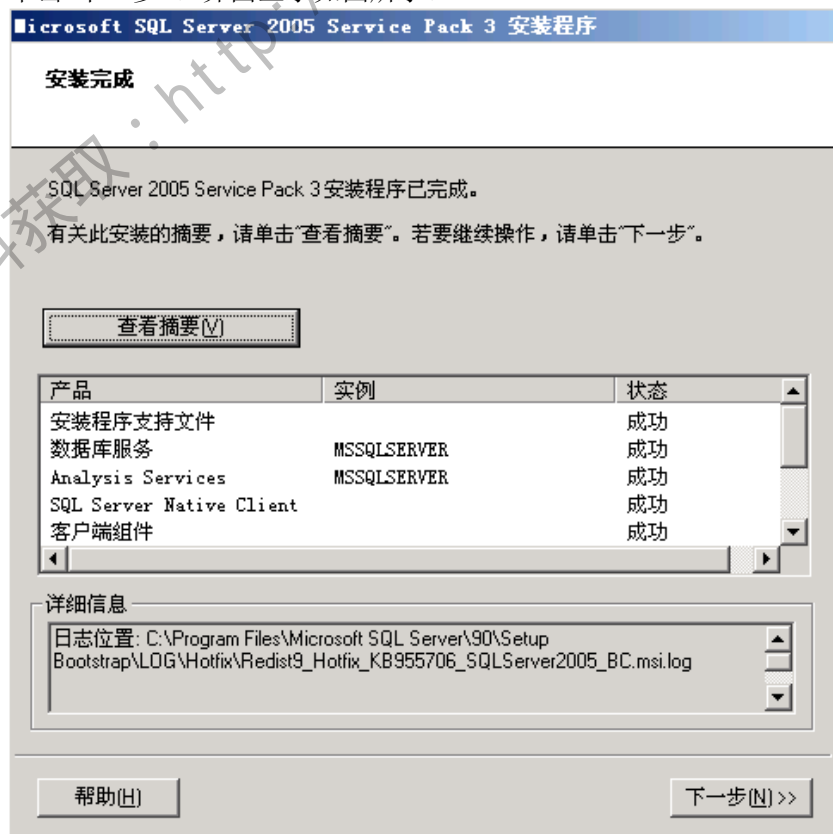 Microsoft SQL Server 2005 Service Pack 3 安装程序
安装完成
:http:/
SQL Server 2005 Service Pack 3安装程序已完成。
有关此安装的摘要，请单击"查看摘要"。若要继续操作，请单击"下一步"。
查看摘要(V)
产品 实例 状态
安装程序支持文件 成功
数据库服务 MSSQLSERVER 成功
Analysis Services MSSQLSERVER 成功
SQL Server Native Client 成功
客户端组件 成功
详细信息
日志位置: C:\Program Files\Microsoft SQL Server\90\Setup
Bootstrap\LOG\Hotfix\Redist9_Hotfix_KB955706_SQLServer2005_BC.msi.log
帮助(H) 下一步(N)>>